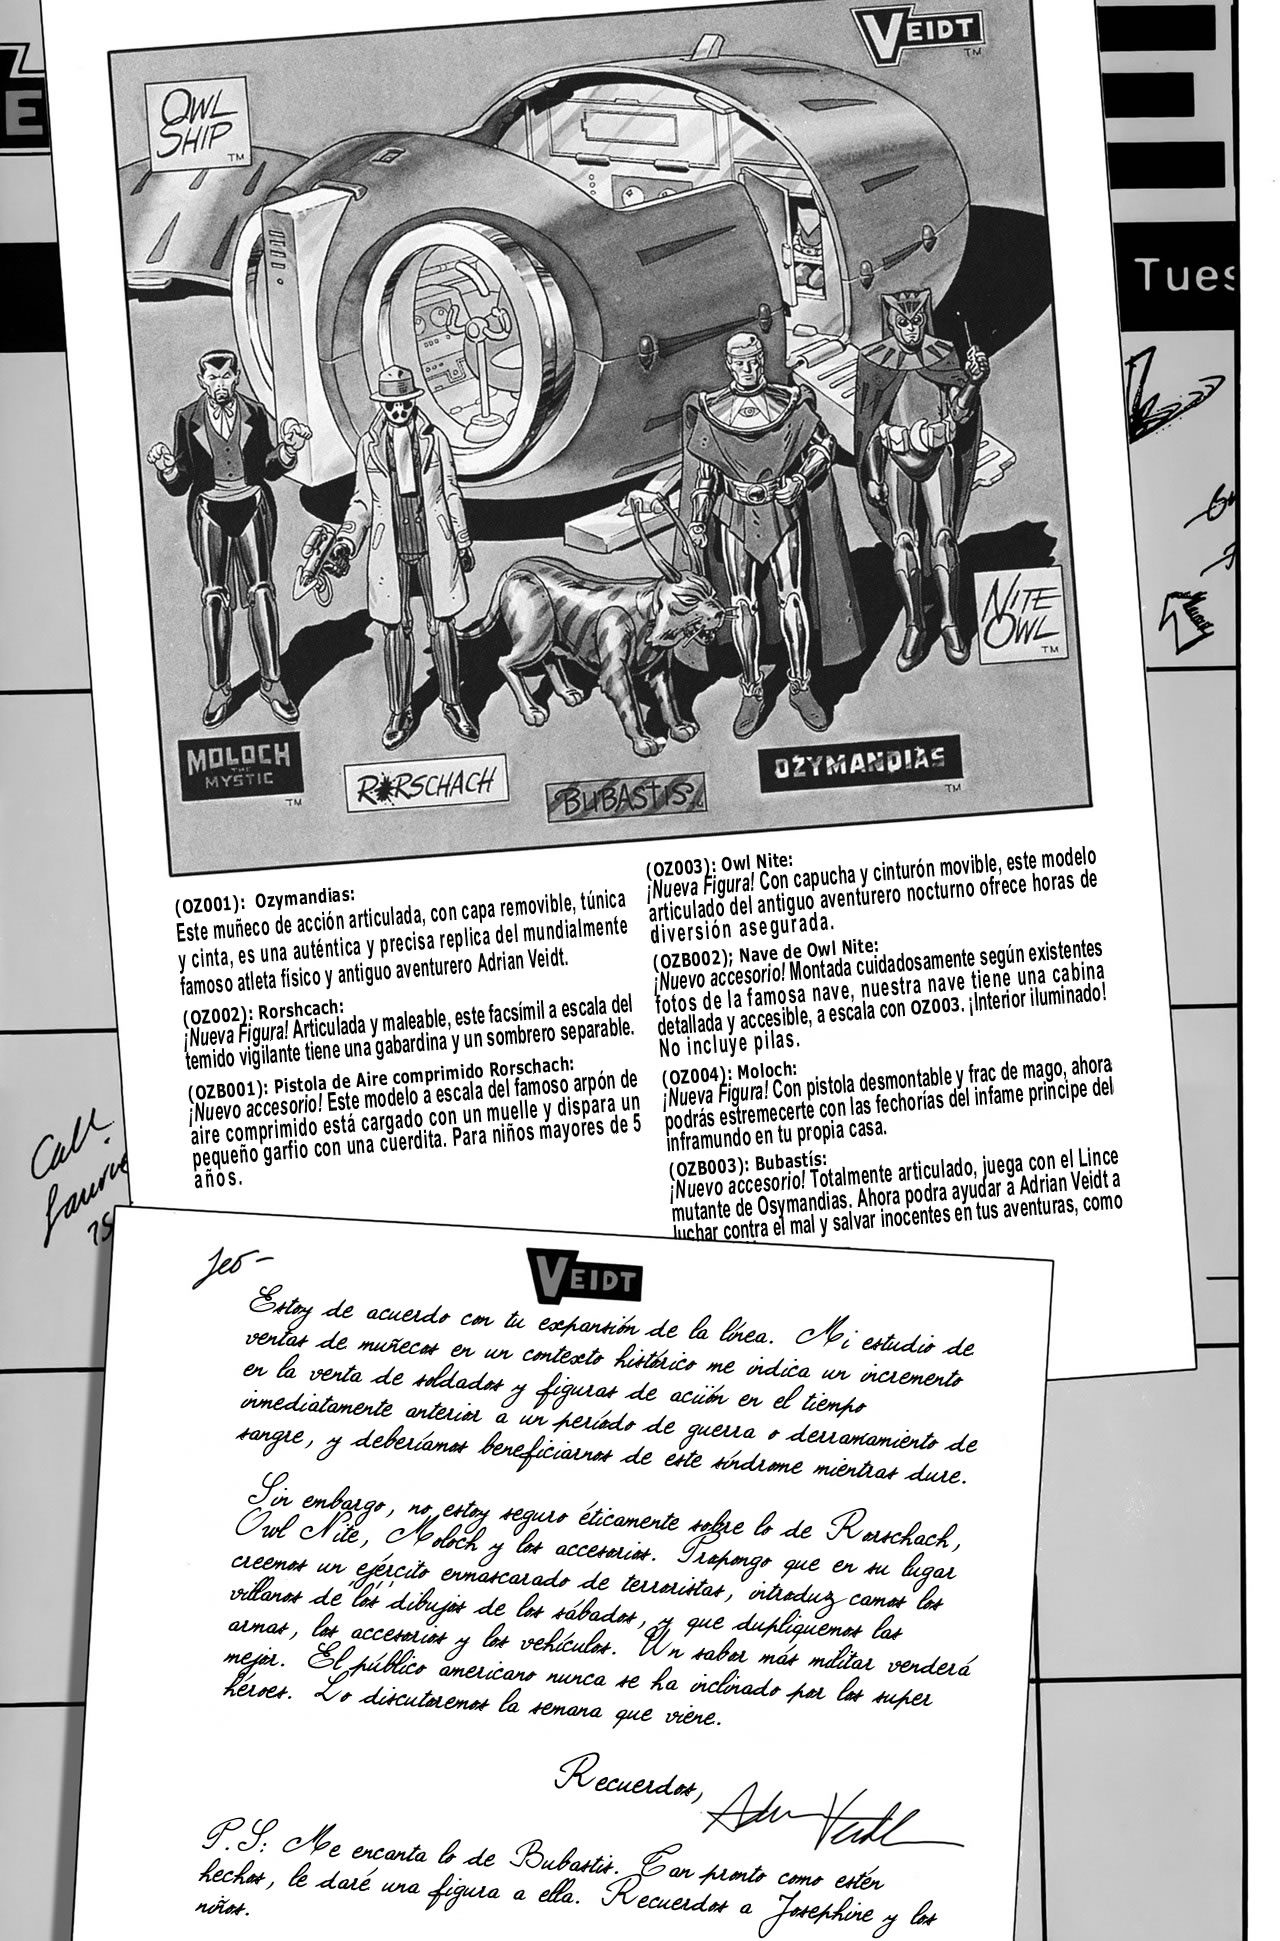 VEIDT
TM
OWL
SHIP
TM
Tues
NITE
OWL
TM
MOLOCH
THE
MYSTIC
TM
RORSCHACH
BUBASTIS
OZYMANDIAS
TM
(OZ001): Ozymandias:
Este muñeco de acción articulada, con capa removible, túnica
y cinta, es una auténtica y precisa replica del mundialmente
famoso atleta físico y antiguo aventurero Adrian Veidt.
(OZ002): Rorshcach:
¡Nueva Figura! Articulada y maleable, este facsímil a escala del
temido vigilante tiene una gabardina y un sombrero separable.
(OZB001): Pistola de Aire comprimido Rorschach:
¡Nuevo accesorio! Este modelo a escala del famoso arpón de
aire comprimido está cargado con un muelle y dispara un
pequeño garfio con una cuerdita. Para niños mayores de 5
años.
(OZ003): Owl Nite:
¡Nueva Figura! Con capucha y cinturón movible, este modelo
articulado del antiguo aventurero nocturno ofrece horas de
diversión asegurada.
(OZB002); Nave de Owl Nite:
¡Nuevo accesorio! Montada cuidadosamente según existentes
fotos de la famosa nave, nuestra nave tiene una cabina
detallada y accesible, a escala con OZ003. ¡Interior iluminado!
No incluye pilas.
(OZ004): Moloch:
¡Nueva Figura! Con pistola desmontable y frac de mago, ahora
podrás estremecerte con las fechorías del infame príncipe del
inframundo en tu propia casa.
(OZB003): Bubastís:
¡Nuevo accesorio! Totalmente articulado, juega con el Lince
mutante de Osymandias. Ahora podra ayudar a Adrian Veidt a
luchar contra el mal y salvar inocentes en tus aventuras, como
Call
Laurie
?5
VEIDT
Leo-
Estoy de acuerdo con tu expansión de la línea. Mi estudio de
ventas de muñecos en un contexto histórico me indica un incremento
en la venta de soldados y figuras de acción en el tiempo
inmediatamente anterior a un período de guerra o derramamiento de
sangre, y deberíamos beneficiarnos de este síndrome mientras dure.
Sin embargo, no estoy seguro éticamente sobre lo de Rorschach,
Owl Nite, Moloch y los accesorios. Propongo que en su lugar
creemos un ejército enmascarado de terroristas, introduzcamos los
villanos de los dibujos de los sábados, y que dupliquemos las
armas, los accesorios y los vehículos. Un sabor más militar venderá
mejor. El público americano nunca se ha inclinado por los super
héroes. Lo discutiremos la semana que viene.
Recuerdos,
Adrian Veidt
P.S: Me encanta lo de Bubastis. Tan pronto como estén
hechos, le daré una figura a ella. Recuerdos a Josephine y los
niños.